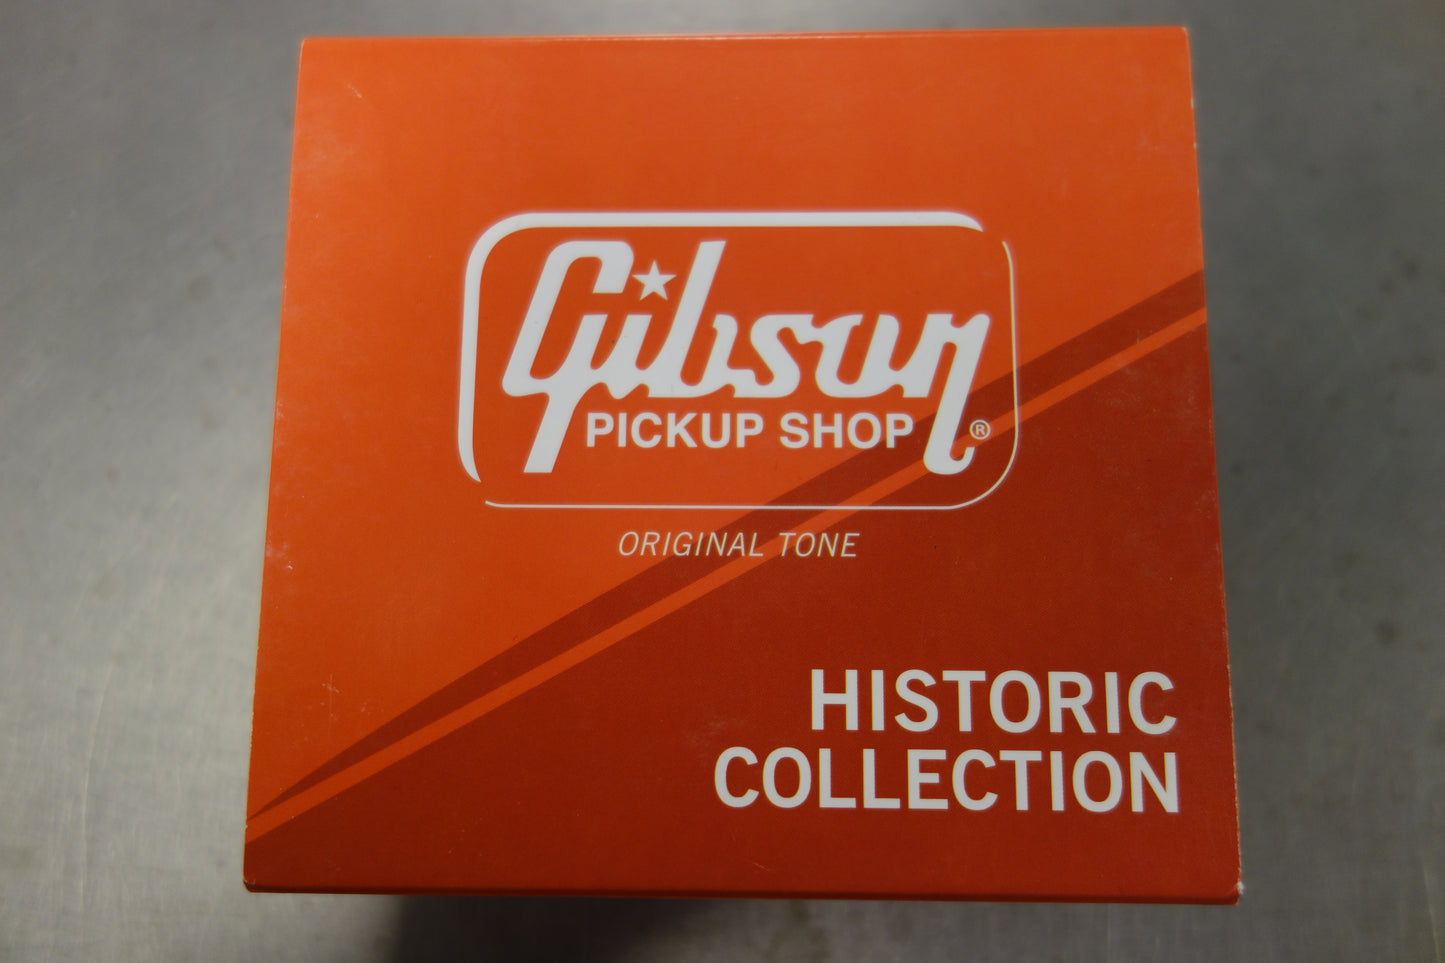 Gibson
PICKUP SHOP ®
ORIGINAL TONE
HISTORIC
COLLECTION